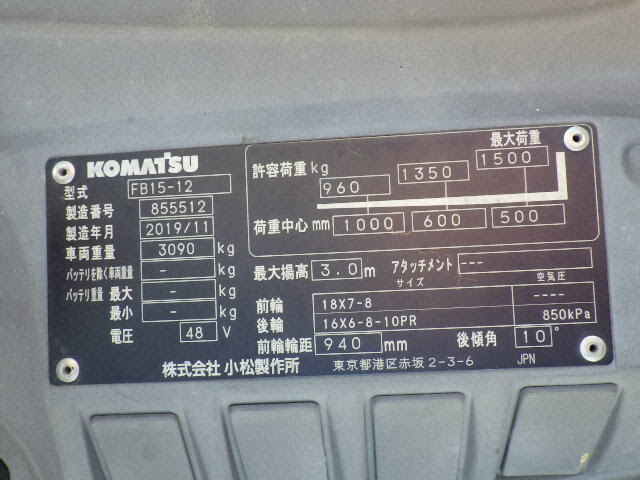 KOMATSU
型式 FB15-12
製造番号 855512
製造年月 2019/11
車両重量 3090 kg
バッテリを除く車両重量 - kg
バッテリ重量 最大 - kg
最小 - kg
電圧 48 V
最大荷重
許容荷重 kg 960 1350 1500
荷重中心 mm 1000 600 500
最大揚高 3.0 m アタッチメント ---
サイズ 空気圧
前輪 18X7-8 ----
後輪 16X6-8-10PR 850kPa
前輪輪距 940 mm 後傾角 10°
株式会社 小松製作所 東京都港区赤坂 2-3-6 JPN